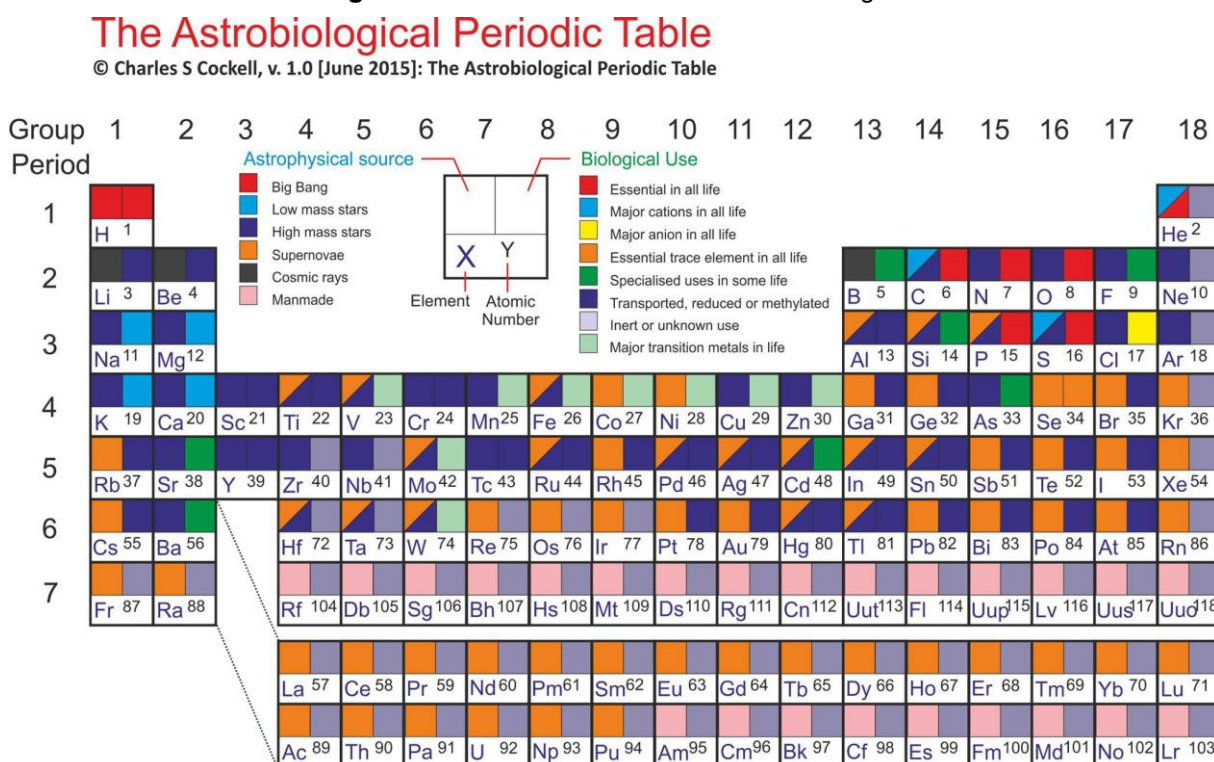 The Astrobiological Periodic Table
© Charles S Cockell, v. 1.0 [June 2015]: The Astrobiological Periodic Table
Group 1 2 3 4 5 6 7 8 9 10 11 12 13 14 15 16 17 18
Period
Astrophysical source
Big Bang
Low mass stars
High mass stars
Supernovae
Cosmic rays
Manmade
X Y
Element Atomic
Number
Biological Use
Essential in all life
Major cations in all life
Major anion in all life
Essential trace element in all life
Specialised uses in some life
Transported, reduced or methylated
Inert or unknown use
Major transition metals in life
1
H 1 He 2
2
Li 3 Be 4 B 5 C 6 N 7 O 8 F 9 Ne 10
3
Na 11 Mg 12 Al 13 Si 14 P 15 S 16 Cl 17 Ar 18
4
K 19 Ca 20 Sc 21 Ti 22 V 23 Cr 24 Mn 25 Fe 26 Co 27 Ni 28 Cu 29 Zn 30 Ga 31 Ge 32 As 33 Se 34 Br 35 Kr 36
5
Rb 37 Sr 38 Y 39 Zr 40 Nb 41 Mo 42 Tc 43 Ru 44 Rh 45 Pd 46 Ag 47 Cd 48 In 49 Sn 50 Sb 51 Te 52 I 53 Xe 54
6
Cs 55 Ba 56 Hf 72 Ta 73 W 74 Re 75 Os 76 Ir 77 Pt 78 Au 79 Hg 80 Tl 81 Pb 82 Bi 83 Po 84 At 85 Rn 86
7
Fr 87 Ra 88 Rf 104 Db 105 Sg 106 Bh 107 Hs 108 Mt 109 Ds 110 Rg 111 Cn 112 Uut 113 Fl 114 Uup 115 Lv 116 Uus 117 Uuo 118
La 57 Ce 58 Pr 59 Nd 60 Pm 61 Sm 62 Eu 63 Gd 64 Tb 65 Dy 66 Ho 67 Er 68 Tm 69 Yb 70 Lu 71
Ac 89 Th 90 Pa 91 U 92 Np 93 Pu 94 Am 95 Cm 96 Bk 97 Cf 98 Es 99 Fm 100 Md 101 No 102 Lr 103